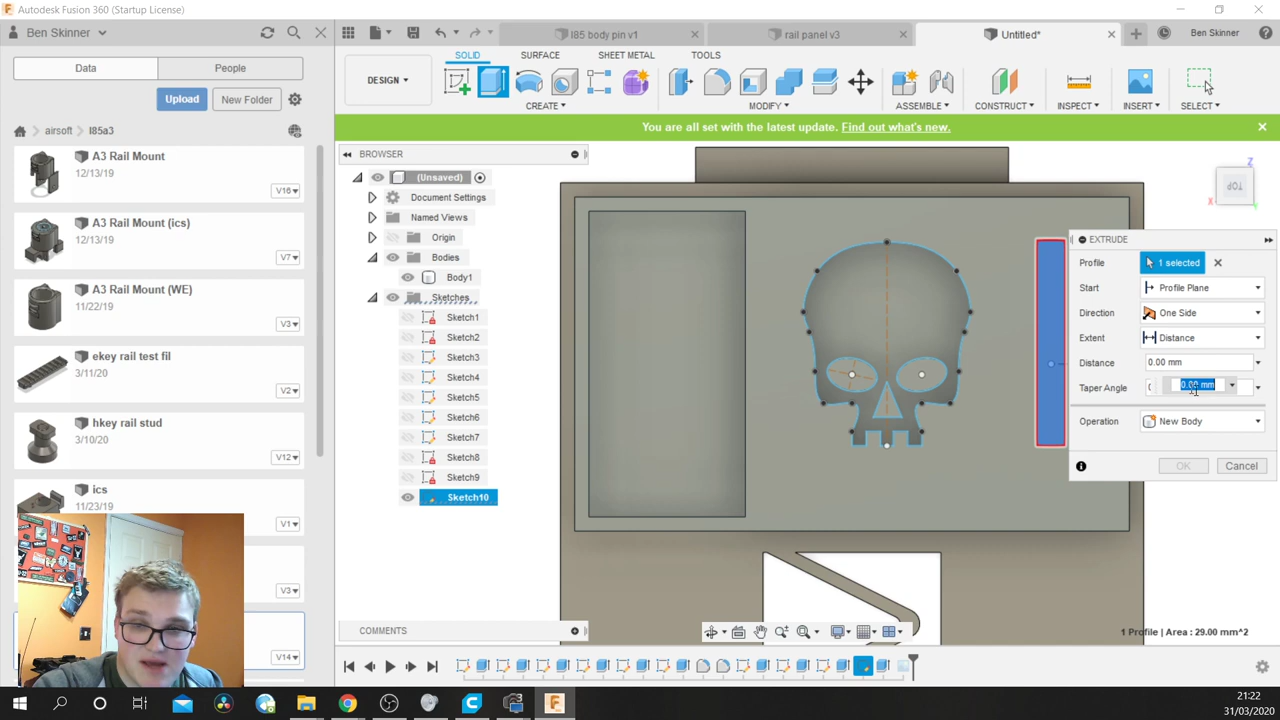 Autodesk Fusion 360 (Startup License)
Ben Skinner
Data
People
Upload
New Folder
airsoft
l85a3
A3 Rail Mount
12/13/19
V16
A3 Rail Mount (ics)
12/13/19
V7
A3 Rail Mount (WE)
11/22/19
V3
ekey rail test fil
3/11/20
V2
hkey rail stud
3/10/20
V12
ics
11/23/19
V1
V3
V14
l85 body pin v1
rail panel v3
Untitled*
Ben Skinner
DESIGN
SOLID
SURFACE
SHEET METAL
TOOLS
CREATE
MODIFY
ASSEMBLE
CONSTRUCT
INSPECT
INSERT
SELECT
You are all set with the latest update. Find out what's new.
BROWSER
(Unsaved)
Document Settings
Named Views
Origin
Bodies
Body1
Sketches
Sketch1
Sketch2
Sketch3
Sketch4
Sketch5
Sketch6
Sketch7
Sketch8
Sketch9
Sketch10
Z
TOP
X
Y
EXTRUDE
Profile 1 selected
Start Profile Plane
Direction One Side
Extent Distance
Distance 0.00 mm
Taper Angle 0.00 mm
Operation New Body
OK Cancel
COMMENTS
1 Profile | Area : 29.00 mm^2
21:22
31/03/2020